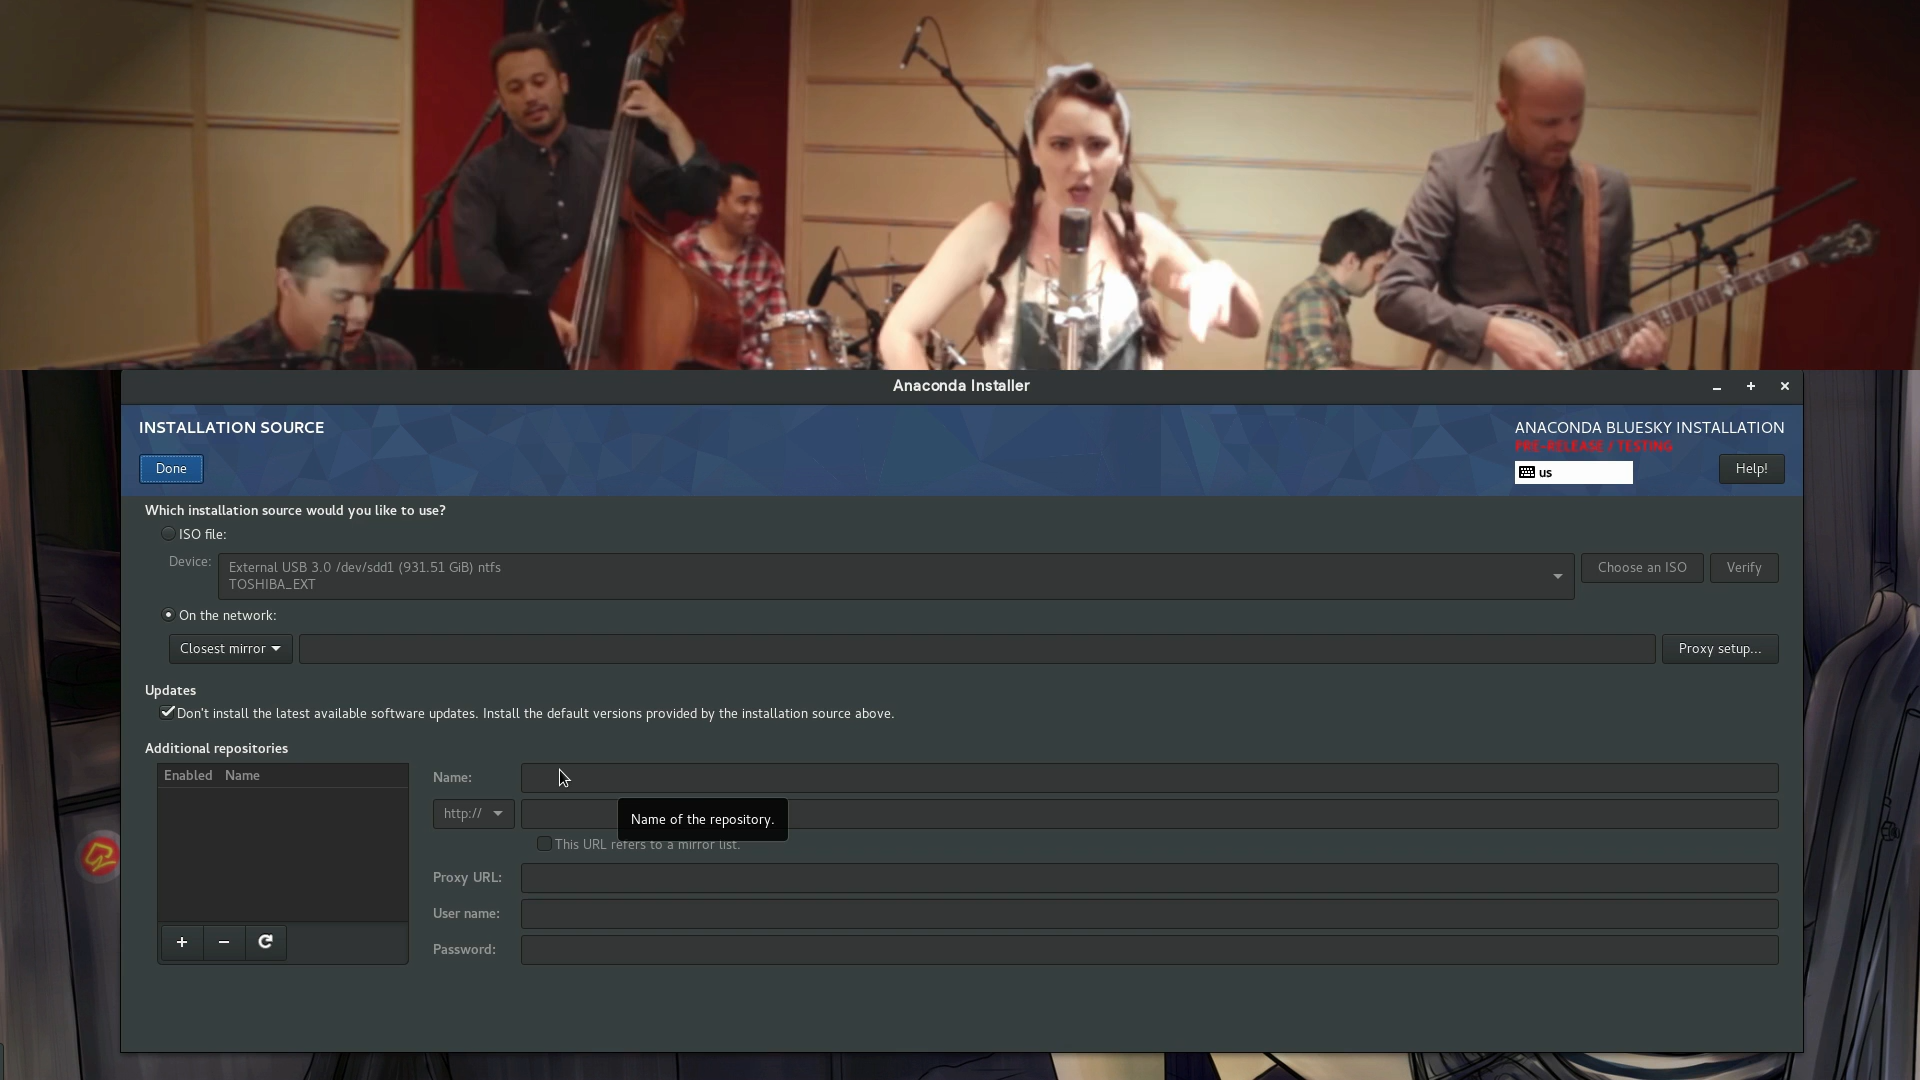 Anaconda Installer
INSTALLATION SOURCE
ANACONDA BLUESKY INSTALLATION
PRE-RELEASE / TESTING
Done
us
Help!
Which installation source would you like to use?
ISO file:
Device:
External USB 3.0 /dev/sdd1 (931.51 GiB) ntfs
TOSHIBA_EXT
Choose an ISO
Verify
On the network:
Closest mirror
Proxy setup...
Updates
Don't install the latest available software updates. Install the default versions provided by the installation source above.
Additional repositories
Enabled Name
Name:
http://
Name of the repository.
This URL refers to a mirror list.
Proxy URL:
User name:
Password: